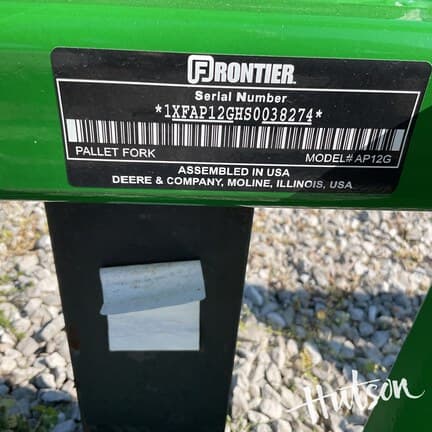 FRONTIER
Serial Number
*1XFAP12GHS0038274*
PALLET FORK MODEL# AP12G
ASSEMBLED IN USA
DEERE & COMPANY, MOLINE, ILLINOIS, USA
Hutson